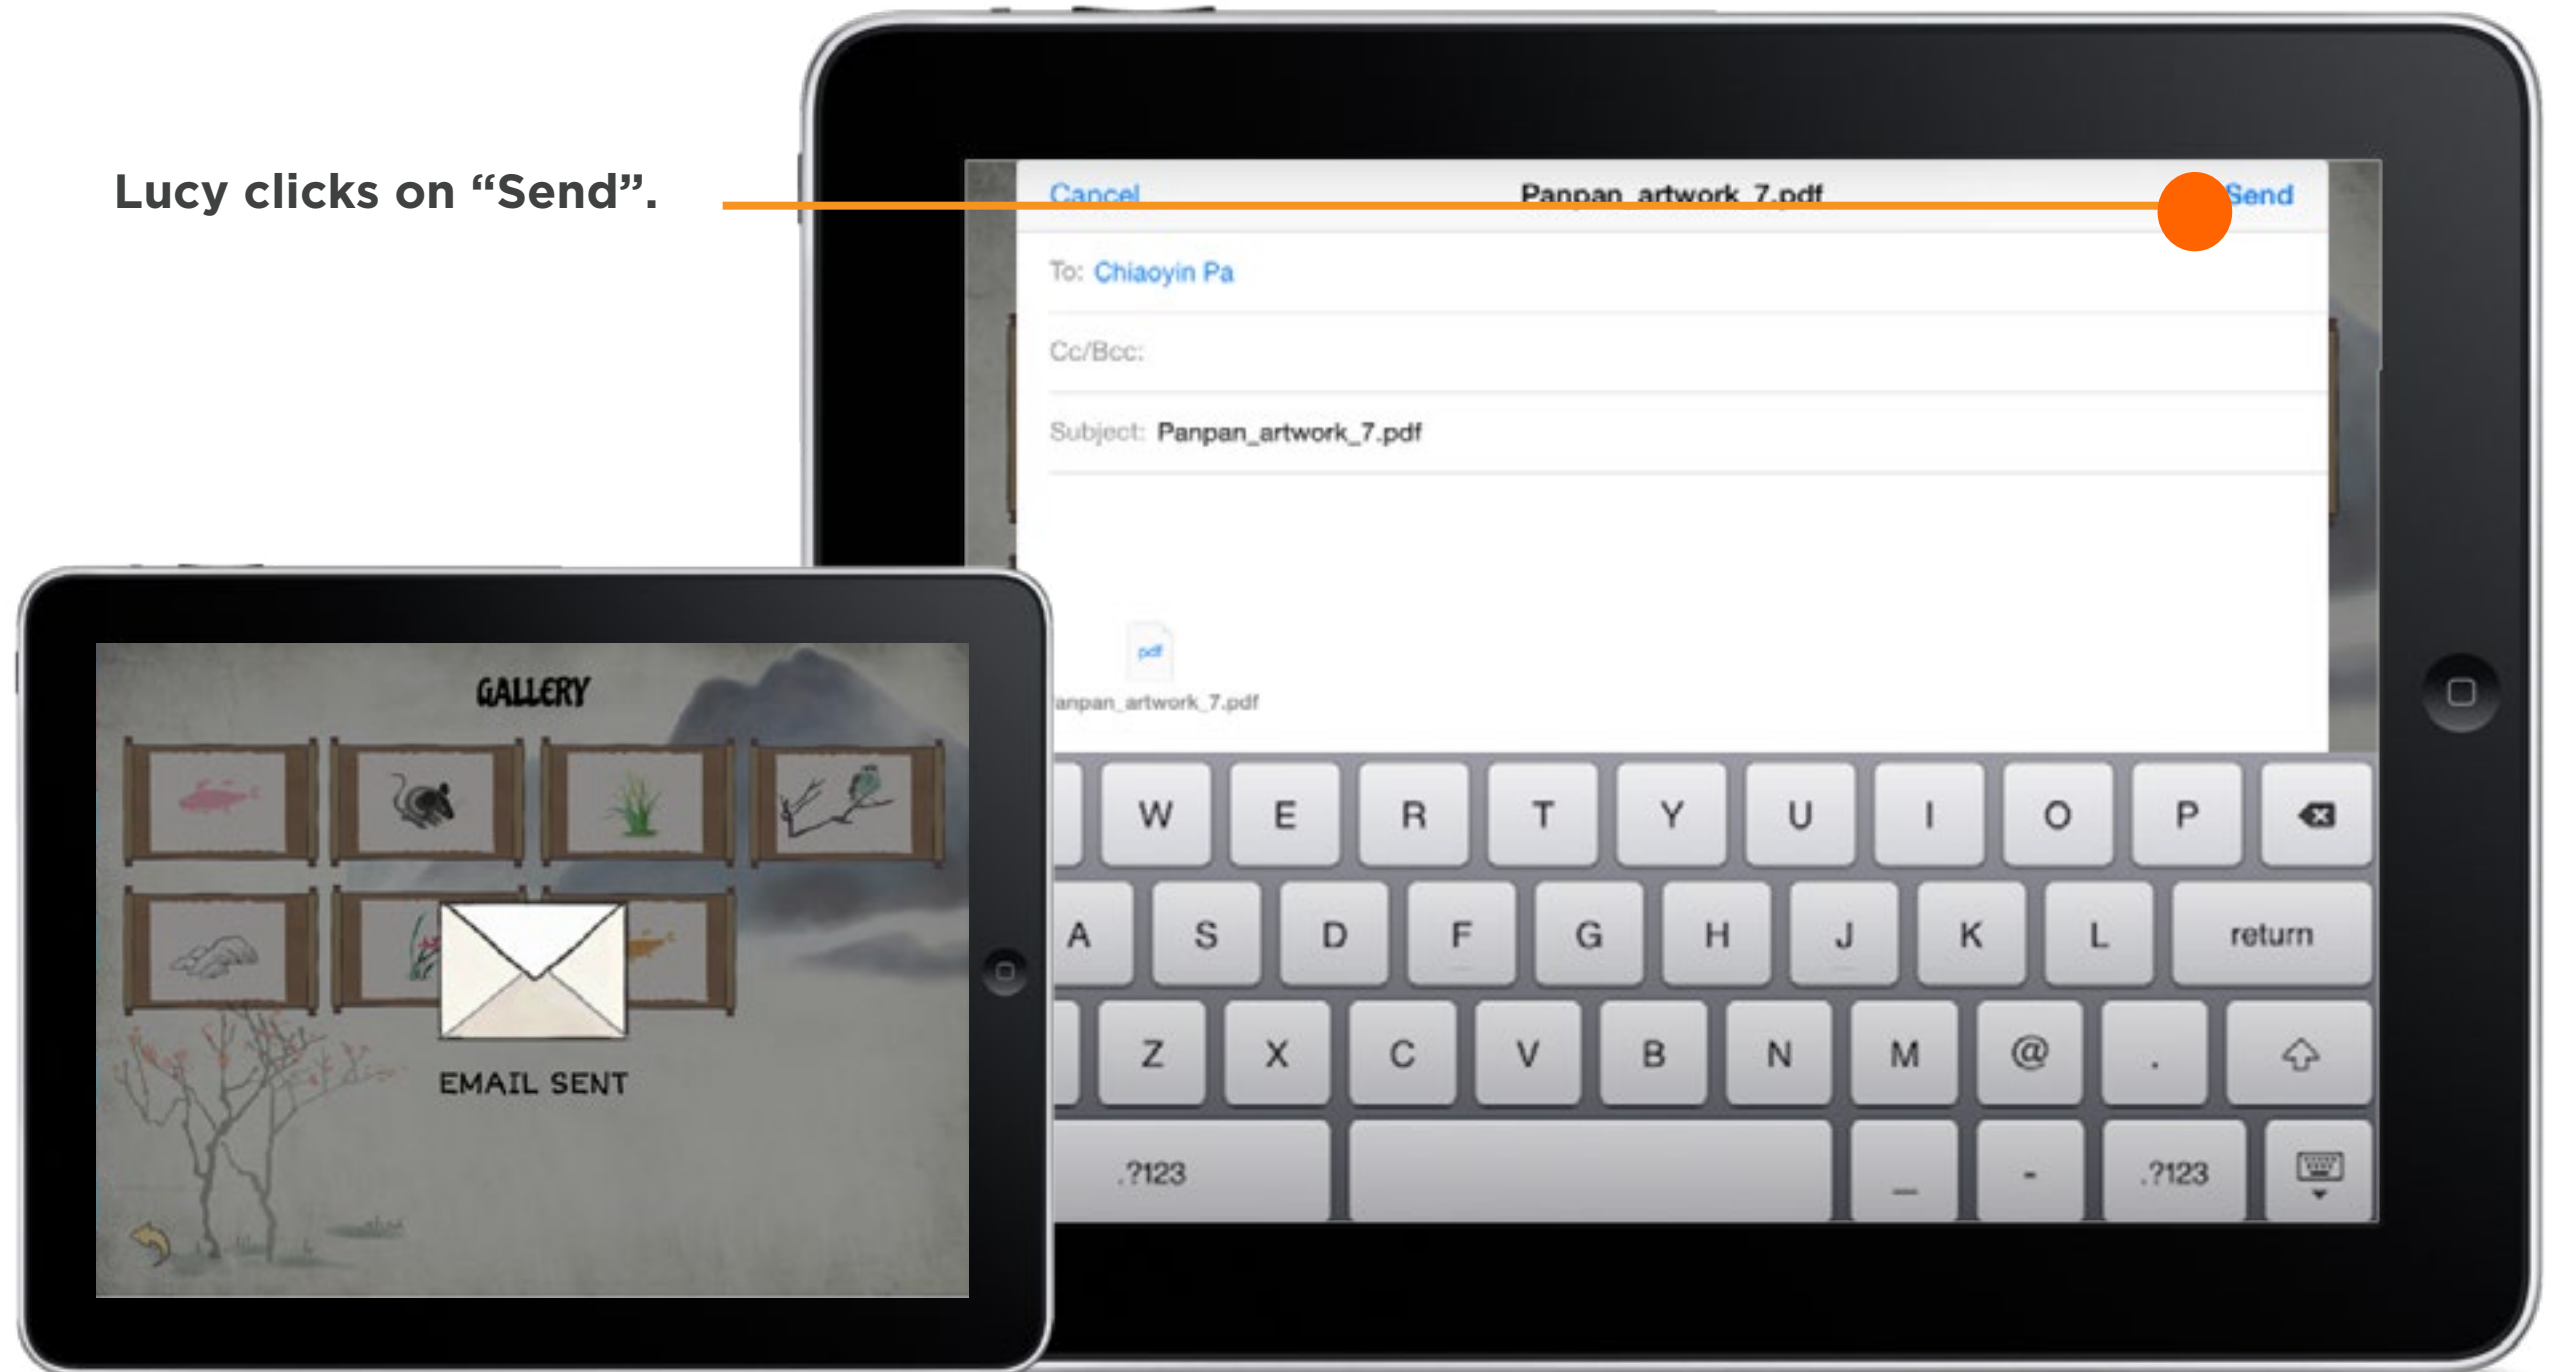 Lucy clicks on “Send”.
Cancel Panpan_artwork_7.pdf Send
To: Chiaoyin Pa
Cc/Bcc:
Subject: Panpan_artwork_7.pdf
pdf
anpan_artwork_7.pdf
W E R T Y U I O P
A S D F G H J K L return
Z X C V B N M @ .
.?123 _ - .?123
GALLERY
EMAIL SENT